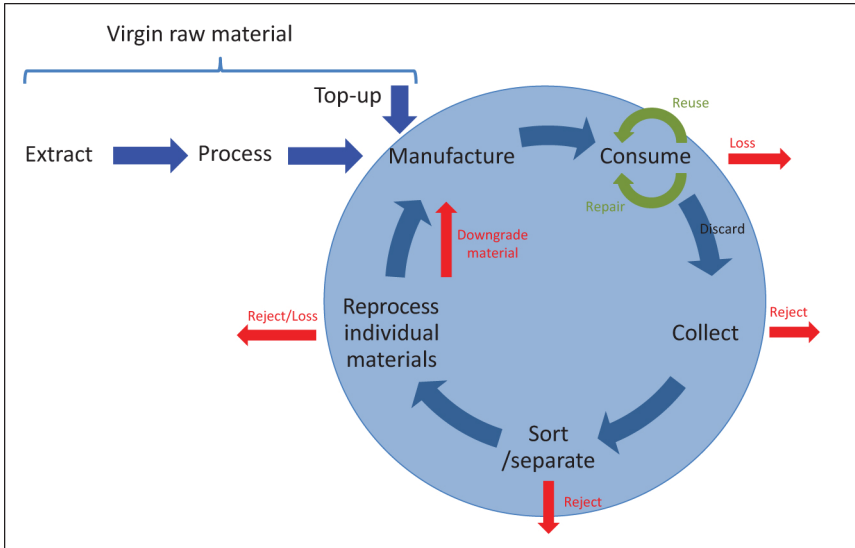 Virgin raw material
Top-up
Extract
Process
Manufacture
Consume
Reuse
Repair
Loss
Discard
Downgrade
material
Reject/Loss
Reprocess
individual
materials
Collect
Reject
Sort
/separate
Reject